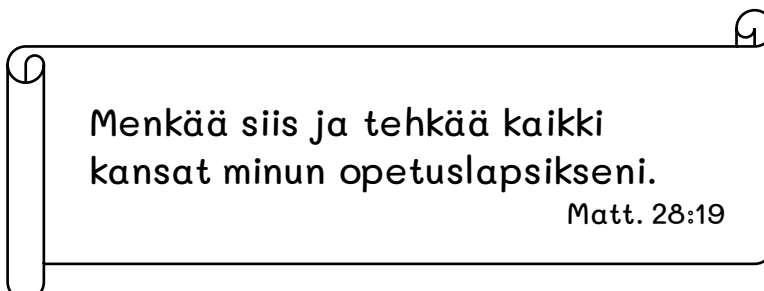 Menkää siis ja tehkää kaikki
kansat minun opetuslapsikseni.
Matt. 28:19